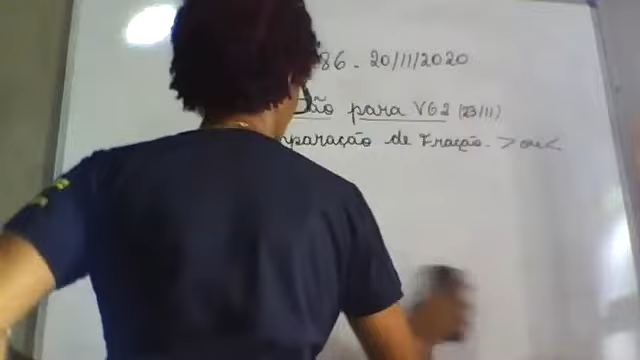 86 - 20/11/2020
para VG2 (23/11)
de Fração - > ou <